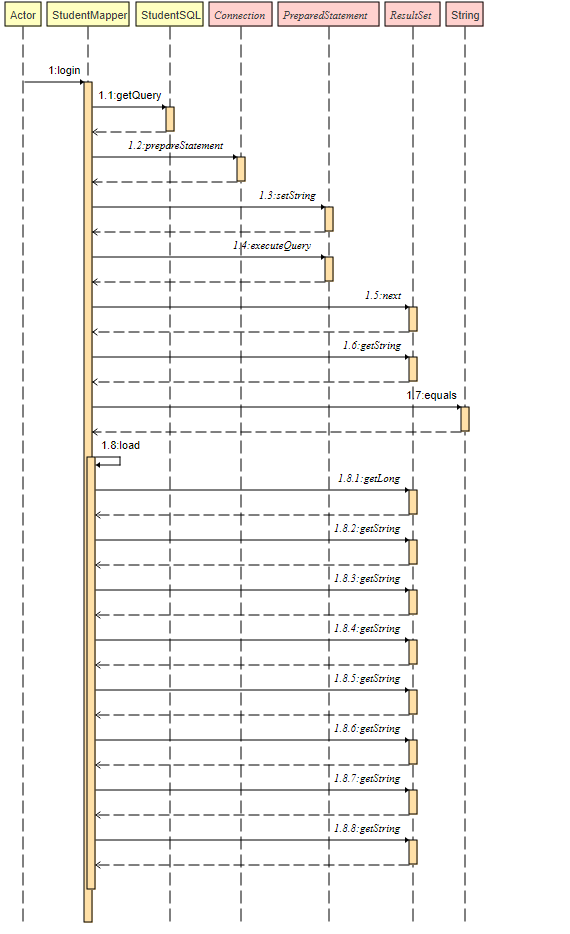 Actor
StudentMapper
StudentSQL
Connection
PreparedStatement
ResultSet
String
1:login
1.1:getQuery
1.2:prepareStatement
1.3:setString
1.4:executeQuery
1.5:next
1.6:getString
1.7:equals
1.8:load
1.8.1:getLong
1.8.2:getString
1.8.3:getString
1.8.4:getString
1.8.5:getString
1.8.6:getString
1.8.7:getString
1.8.8:getString